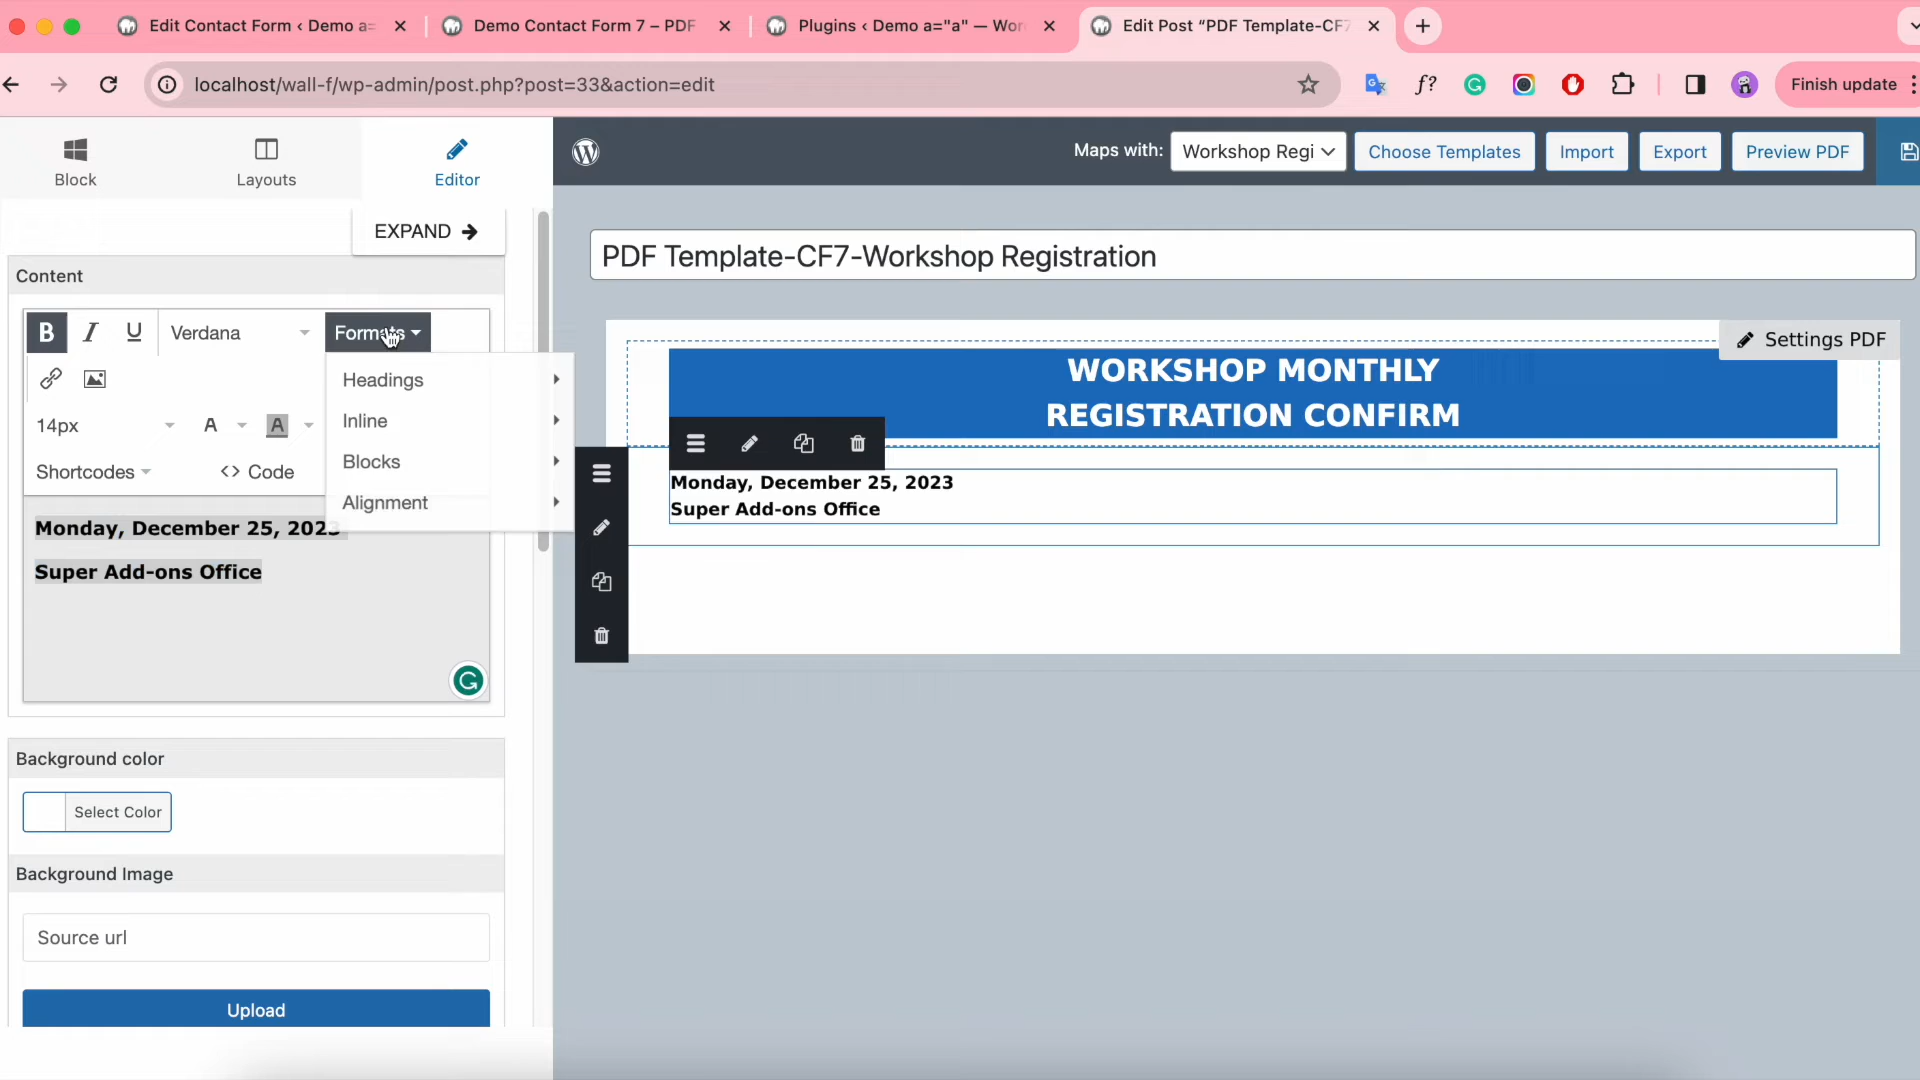 Edit Contact Form ‹ Demo a=
Demo Contact Form 7 – PDF
Plugins ‹ Demo a="a" — Wor
Edit Post “PDF Template-CF7
localhost/wall-f/wp-admin/post.php?post=33&action=edit
f?
Finish update
Block
Layouts
Editor
Maps with:
Workshop Regi
Choose Templates
Import
Export
Preview PDF
EXPAND
Content
B I U
Verdana
Formats
14px
A
A
Shortcodes
<> Code
Headings
Inline
Blocks
Alignment
Monday, December 25, 2023
Super Add-ons Office
Background color
Select Color
Background Image
Source url
Upload
PDF Template-CF7-Workshop Registration
Settings PDF
WORKSHOP MONTHLY
REGISTRATION CONFIRM
Monday, December 25, 2023
Super Add-ons Office